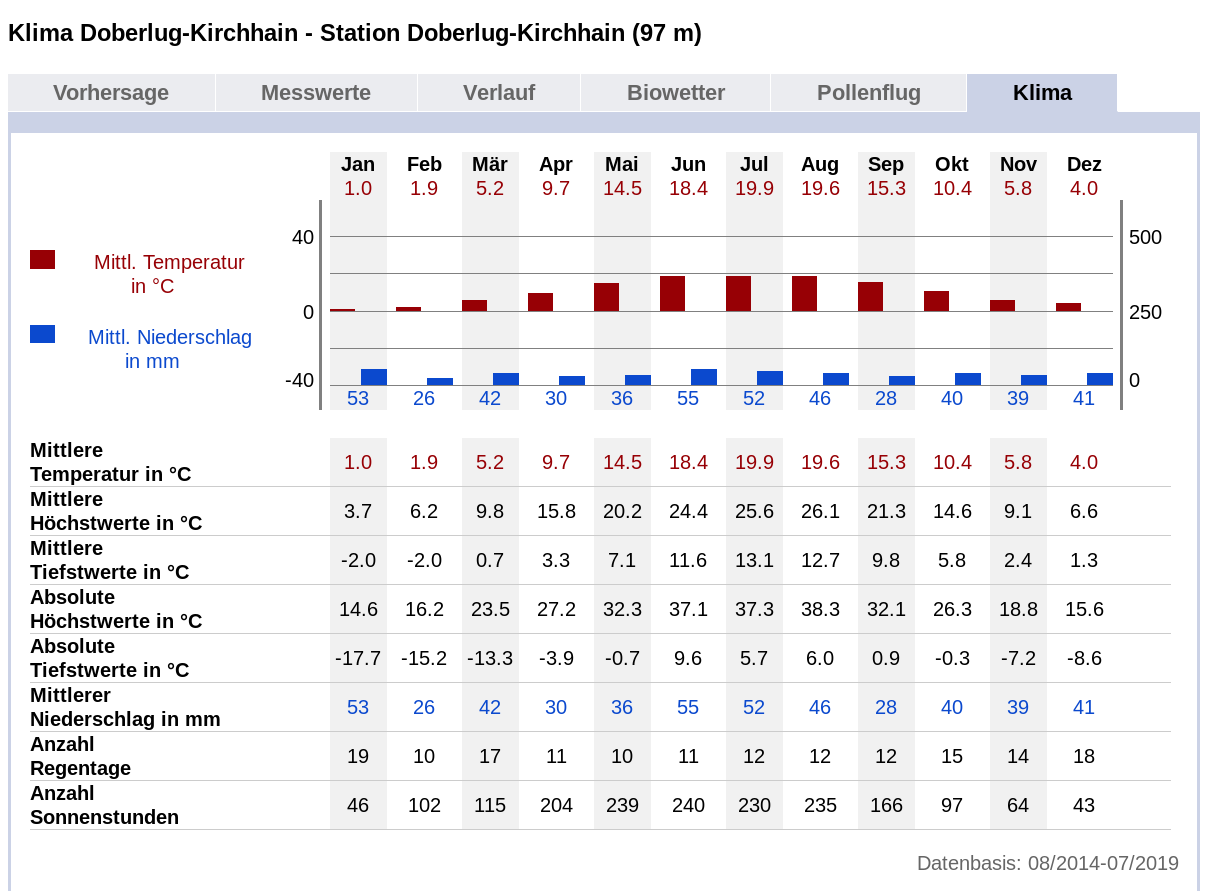 Klima Doberlug-Kirchhain - Station Doberlug-Kirchhain (97 m)
Vorhersage Messwerte Verlauf Biowetter Pollenflug Klima
Jan Feb Mär Apr Mai Jun Jul Aug Sep Okt Nov Dez
1.0 1.9 5.2 9.7 14.5 18.4 19.9 19.6 15.3 10.4 5.8 4.0
40 500
Mittl. Temperatur
in °C
0 250
Mittl. Niederschlag
in mm
-40 0
53 26 42 30 36 55 52 46 28 40 39 41
Mittlere
Temperatur in °C 1.0 1.9 5.2 9.7 14.5 18.4 19.9 19.6 15.3 10.4 5.8 4.0
Mittlere
Höchstwerte in °C 3.7 6.2 9.8 15.8 20.2 24.4 25.6 26.1 21.3 14.6 9.1 6.6
Mittlere
Tiefstwerte in °C -2.0 -2.0 0.7 3.3 7.1 11.6 13.1 12.7 9.8 5.8 2.4 1.3
Absolute
Höchstwerte in °C 14.6 16.2 23.5 27.2 32.3 37.1 37.3 38.3 32.1 26.3 18.8 15.6
Absolute
Tiefstwerte in °C -17.7 -15.2 -13.3 -3.9 -0.7 9.6 5.7 6.0 0.9 -0.3 -7.2 -8.6
Mittlerer
Niederschlag in mm 53 26 42 30 36 55 52 46 28 40 39 41
Anzahl
Regentage 19 10 17 11 10 11 12 12 12 15 14 18
Anzahl
Sonnenstunden 46 102 115 204 239 240 230 235 166 97 64 43
Datenbasis: 08/2014-07/2019